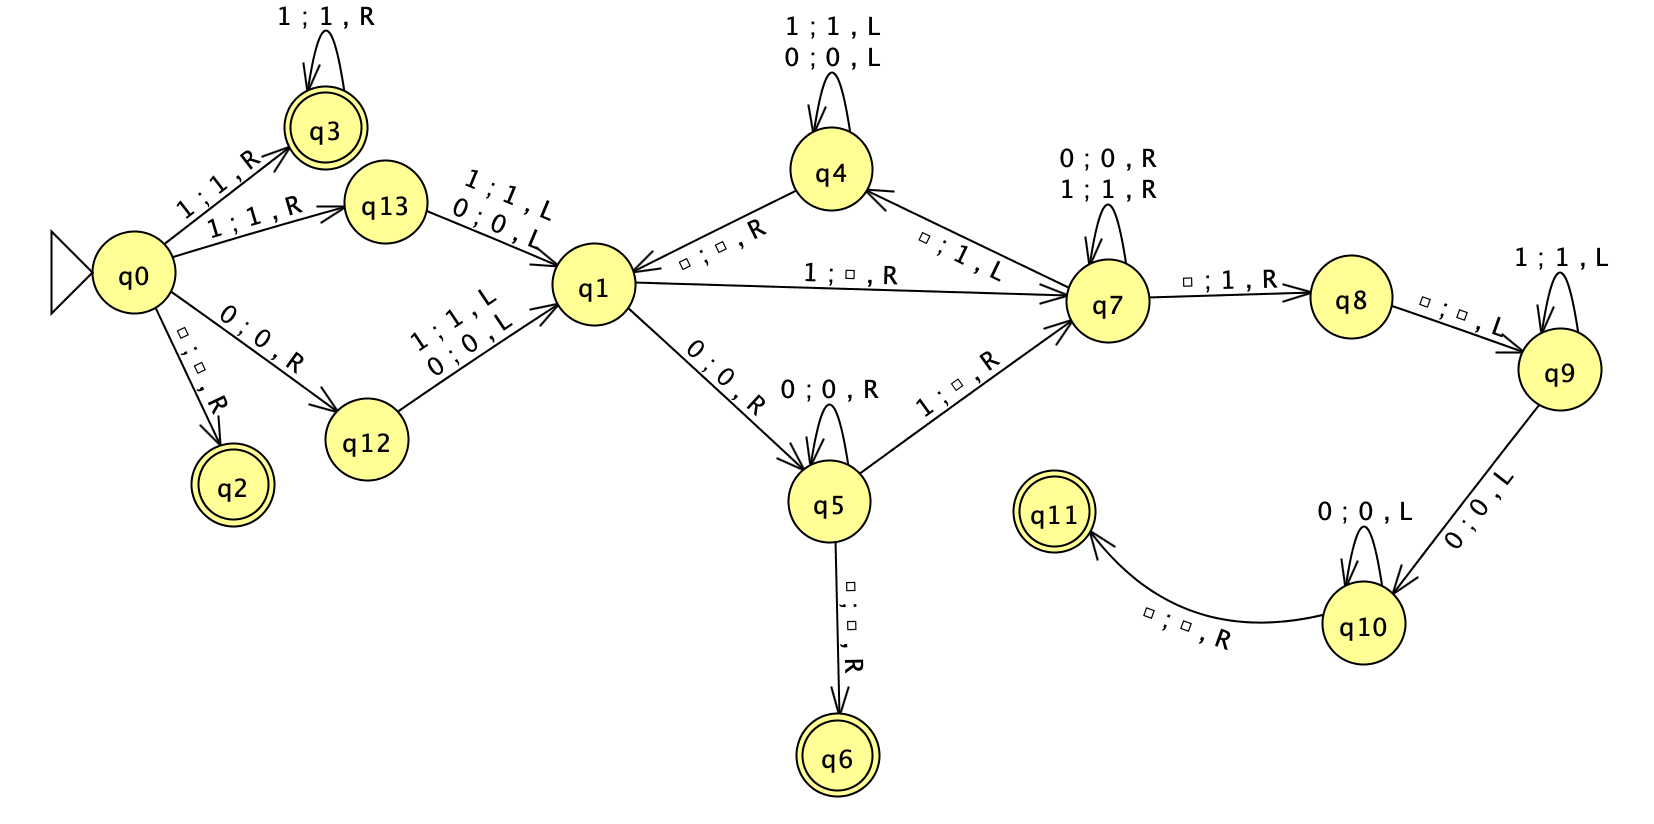 1 ; 1 , R
q3
1 ; 1 , R
1 ; 1 , R
q13
1 ; 1 , L
0 ; 0 , L
q0
0 ; 0 , R
□ ; □ , R
q2
q12
1 ; 1 , L
0 ; 0 , L
q1
1 ; 1 , L
0 ; 0 , L
q4
□ ; □ , R
□ ; 1 , L
1 ; □ , R
0 ; 0 , R
1 ; 1 , R
q7
□ ; 1 , R
q8
□ ; □ , L
1 ; 1 , L
q9
0 ; 0 , R
0 ; 0 , R
q5
1 ; □ , R
□ ; □ , R
q6
0 ; 0 , L
0 ; 0 , L
q10
□ ; □ , R
q11